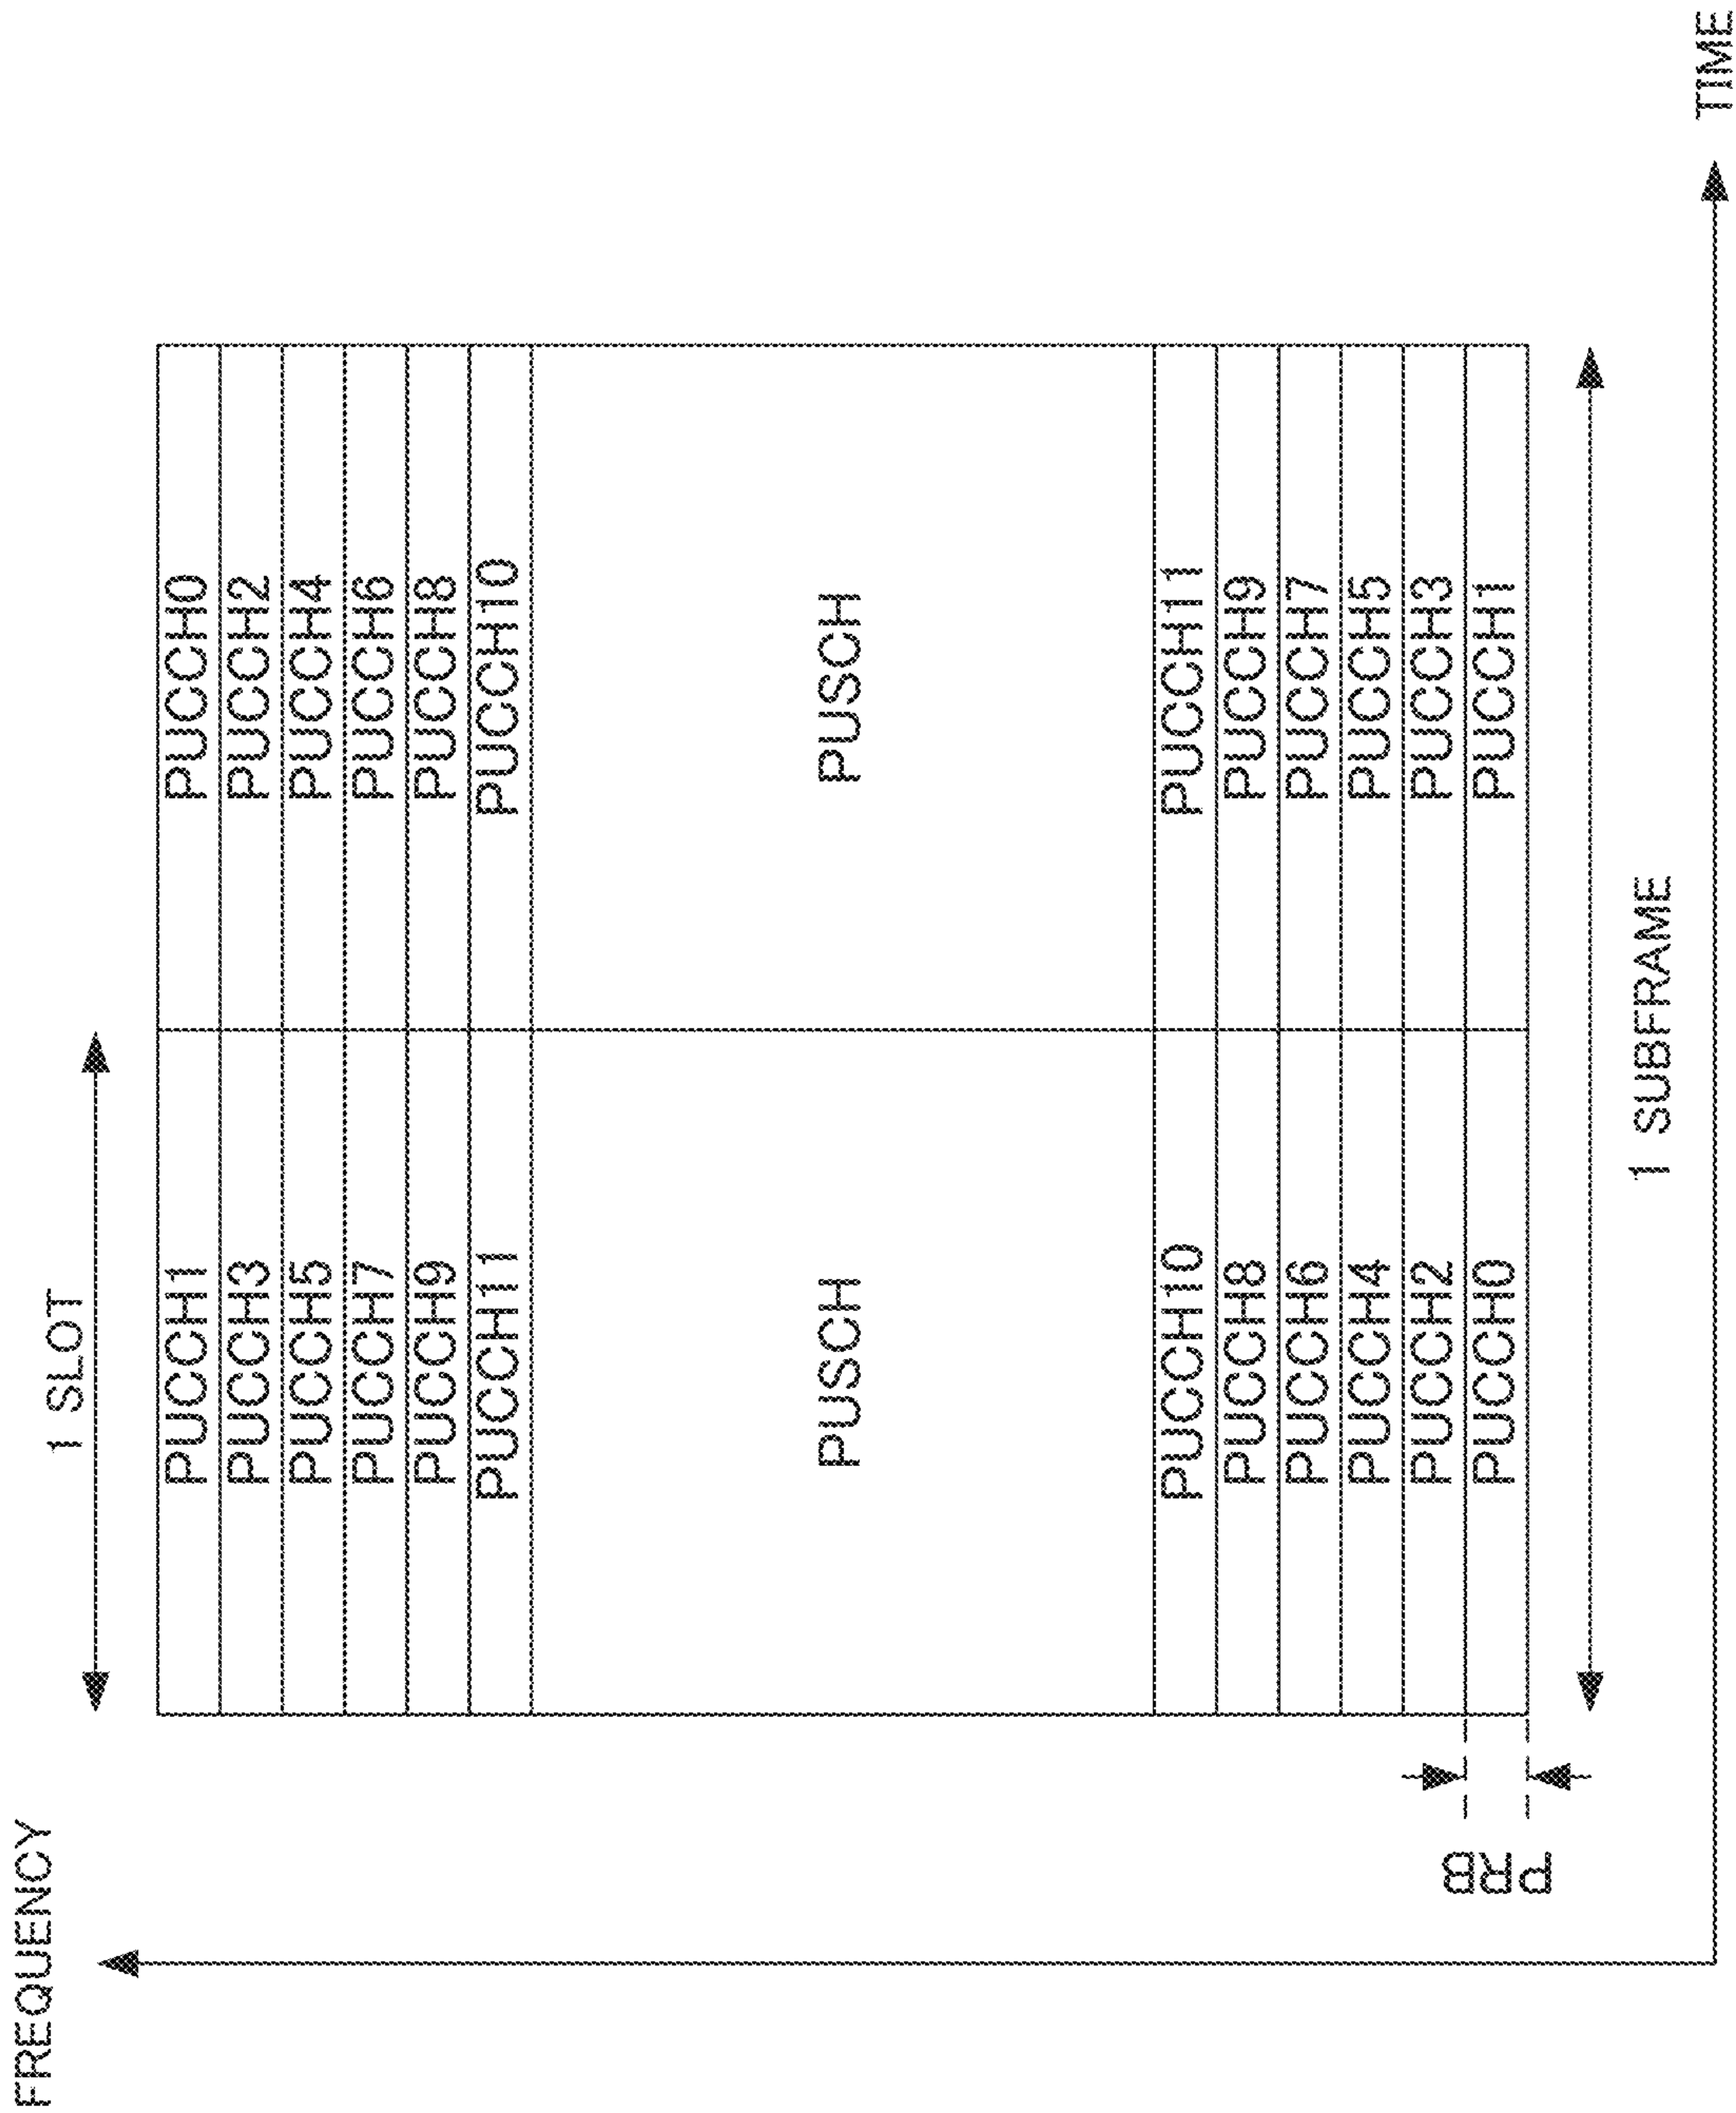 FREQUENCY
1 SLOT
PUCCH1 PUCCH0
PUCCH3 PUCCH2
PUCCH5 PUCCH4
PUCCH7 PUCCH6
PUCCH9 PUCCH8
PUCCH11 PUCCH10
PUSCH PUSCH
PUCCH10 PUCCH11
PUCCH8 PUCCH9
PUCCH6 PUCCH7
PUCCH4 PUCCH5
PUCCH2 PUCCH3
PUCCH0 PUCCH1
PRB
1 SUBFRAME
TIME